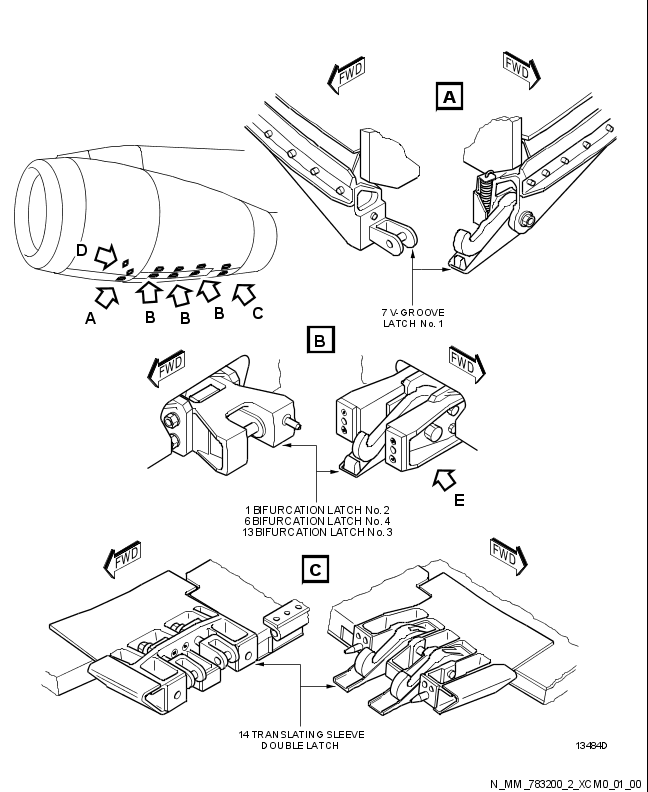 FWD
FWD
A
D
A
B
B
B
C
7 V-GROOVE
LATCH No. 1
B
FWD
FWD
E
1 BIFURCATION LATCH No. 2
6 BIFURCATION LATCH No. 4
13 BIFURCATION LATCH No. 3
FWD
C
FWD
14 TRANSLATING SLEEVE
DOUBLE LATCH
13484D
N_MM_783200_2_XCM0_01_00